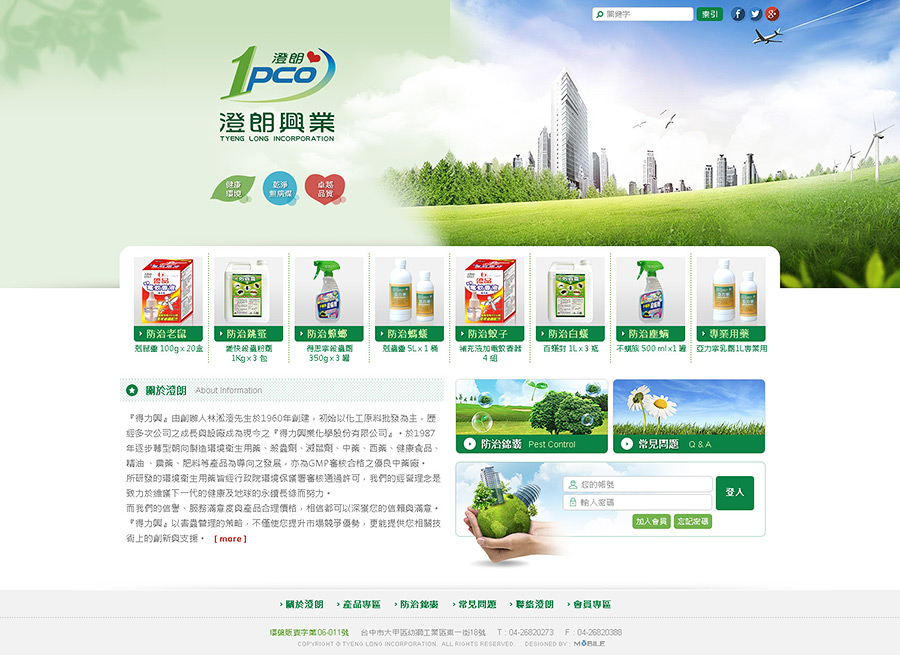 關鍵字
索引
澄朗
1pco
澄朗興業
TYENG LONG INCORPORATION
健康
環境
乾淨
無病媒
卓越
品質
防治老鼠
防治跳蚤
防治蟑螂
防治螞蟻
防治蚊子
防治白蟻
防治塵蟎
專業用藥
剋鼠靈 100g x 20盒
1Kg x 3 包
得恩寧殺蟲劑
350g x 3 罐
剋蟲靈 5L x 1 桶
補充液加電蚊香器
4 組
百蟻封 1L x 3 瓶
不蟎族 500 ml x1 罐
亞力寧乳劑1L專業用
關於澄朗 About Information
『得力興』由創辦人林淞澄先生於1960年創建，初始以化工原料批發為主，歷
經多次公司之成長與設廠成為現今之『得力興業化學股份有限公司』。於1987
年逐步轉型朝向製造環境衛生用藥、殺蟲劑、滅鼠劑、中藥、西藥、健康食品、
精油、農藥、肥料等產品為導向之發展，亦為GMP審核合格之優良中藥廠。
所研發的環境衛生用藥皆經行政院環境保護署審核通過許可，我們的經營理念是
致力於維護下一代的健康及地球的永續長綠而努力。
而我們的信譽、服務滿意度與產品合理價格，相信都可以深獲您的信賴與滿意。
『得力興』以害蟲管理的策略，不僅使您提升市場競爭優勢，更能提供您相關技
術上的創新與支援。 [ more ]
防治錦囊 Pest Control
常見問題 Q & A
您的帳號
輸入密碼
登入
加入會員
忘記密碼
關於澄朗
產品專區
防治錦囊
常見問題
聯絡澄朗
會員專區
環盤販賣字第06-011號 台中市大甲區幼獅工業區東一街18號 T：04-26820273 F：04-26820388
COPYRIGHT © TYENG LONG INCORPORATION. ALL RIGHTS RESERVED. DESIGNED BY : MOBILE